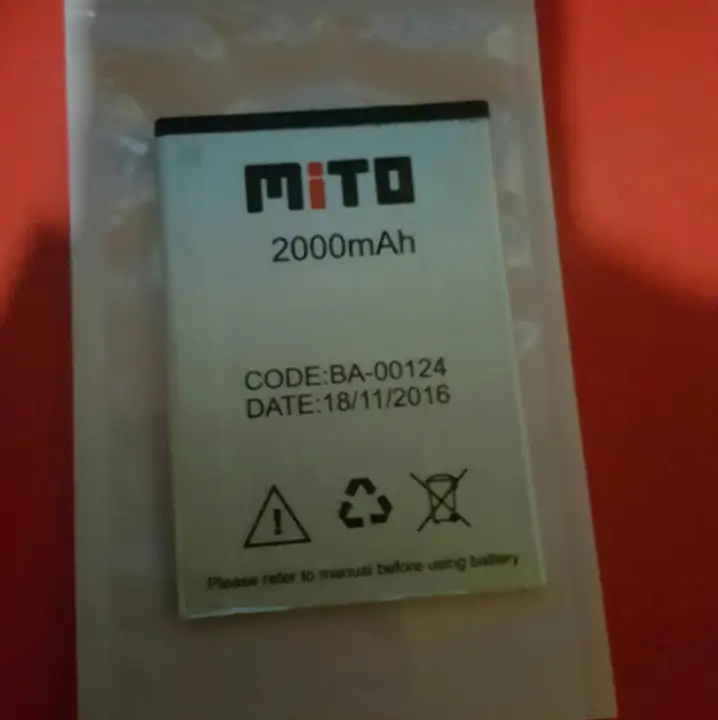 MiTO
2000mAh
CODE:BA-00124
DATE:18/11/2016
Please refer to manual before using battery